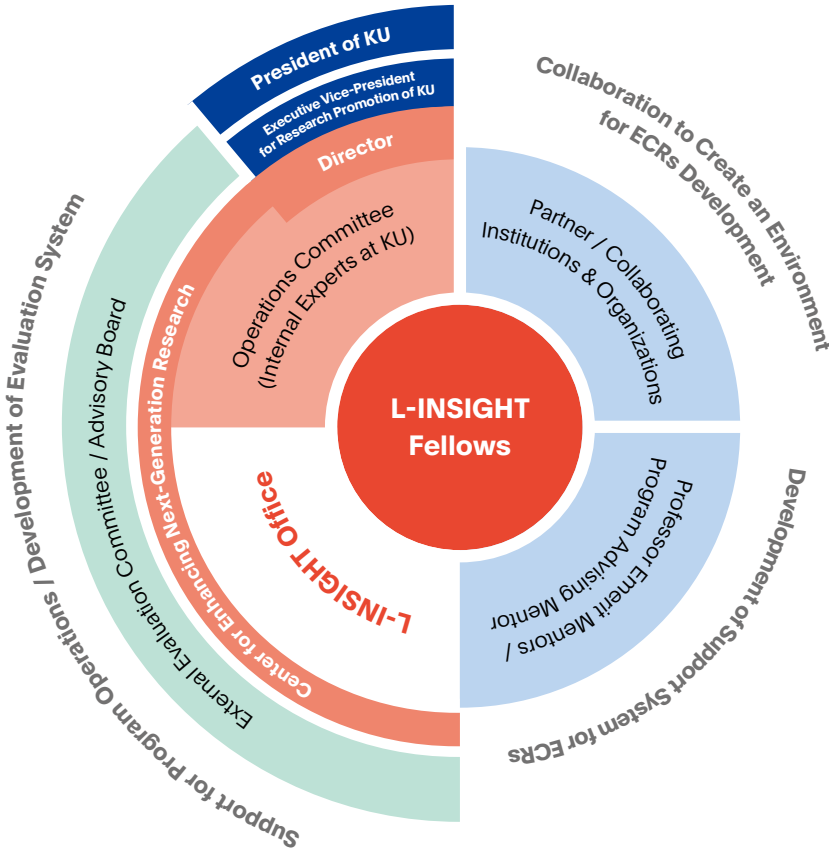 President of KU
Executive Vice-President
for Research Promotion of KU
Director
Operations Committee
(Internal Experts at KU)
Center for Enhancing Next-Generation Research
External Evaluation Committee / Advisory Board
Support for Program Operations / Development of Evaluation System
L-INSIGHT Office
L-INSIGHT
Fellows
Collaboration to Create an Environment
for ECRs Development
Partner / Collaborating
Institutions & Organizations
Professor Emerit Mentors /
Program Advising Mentor
Development of Support System for ECRs